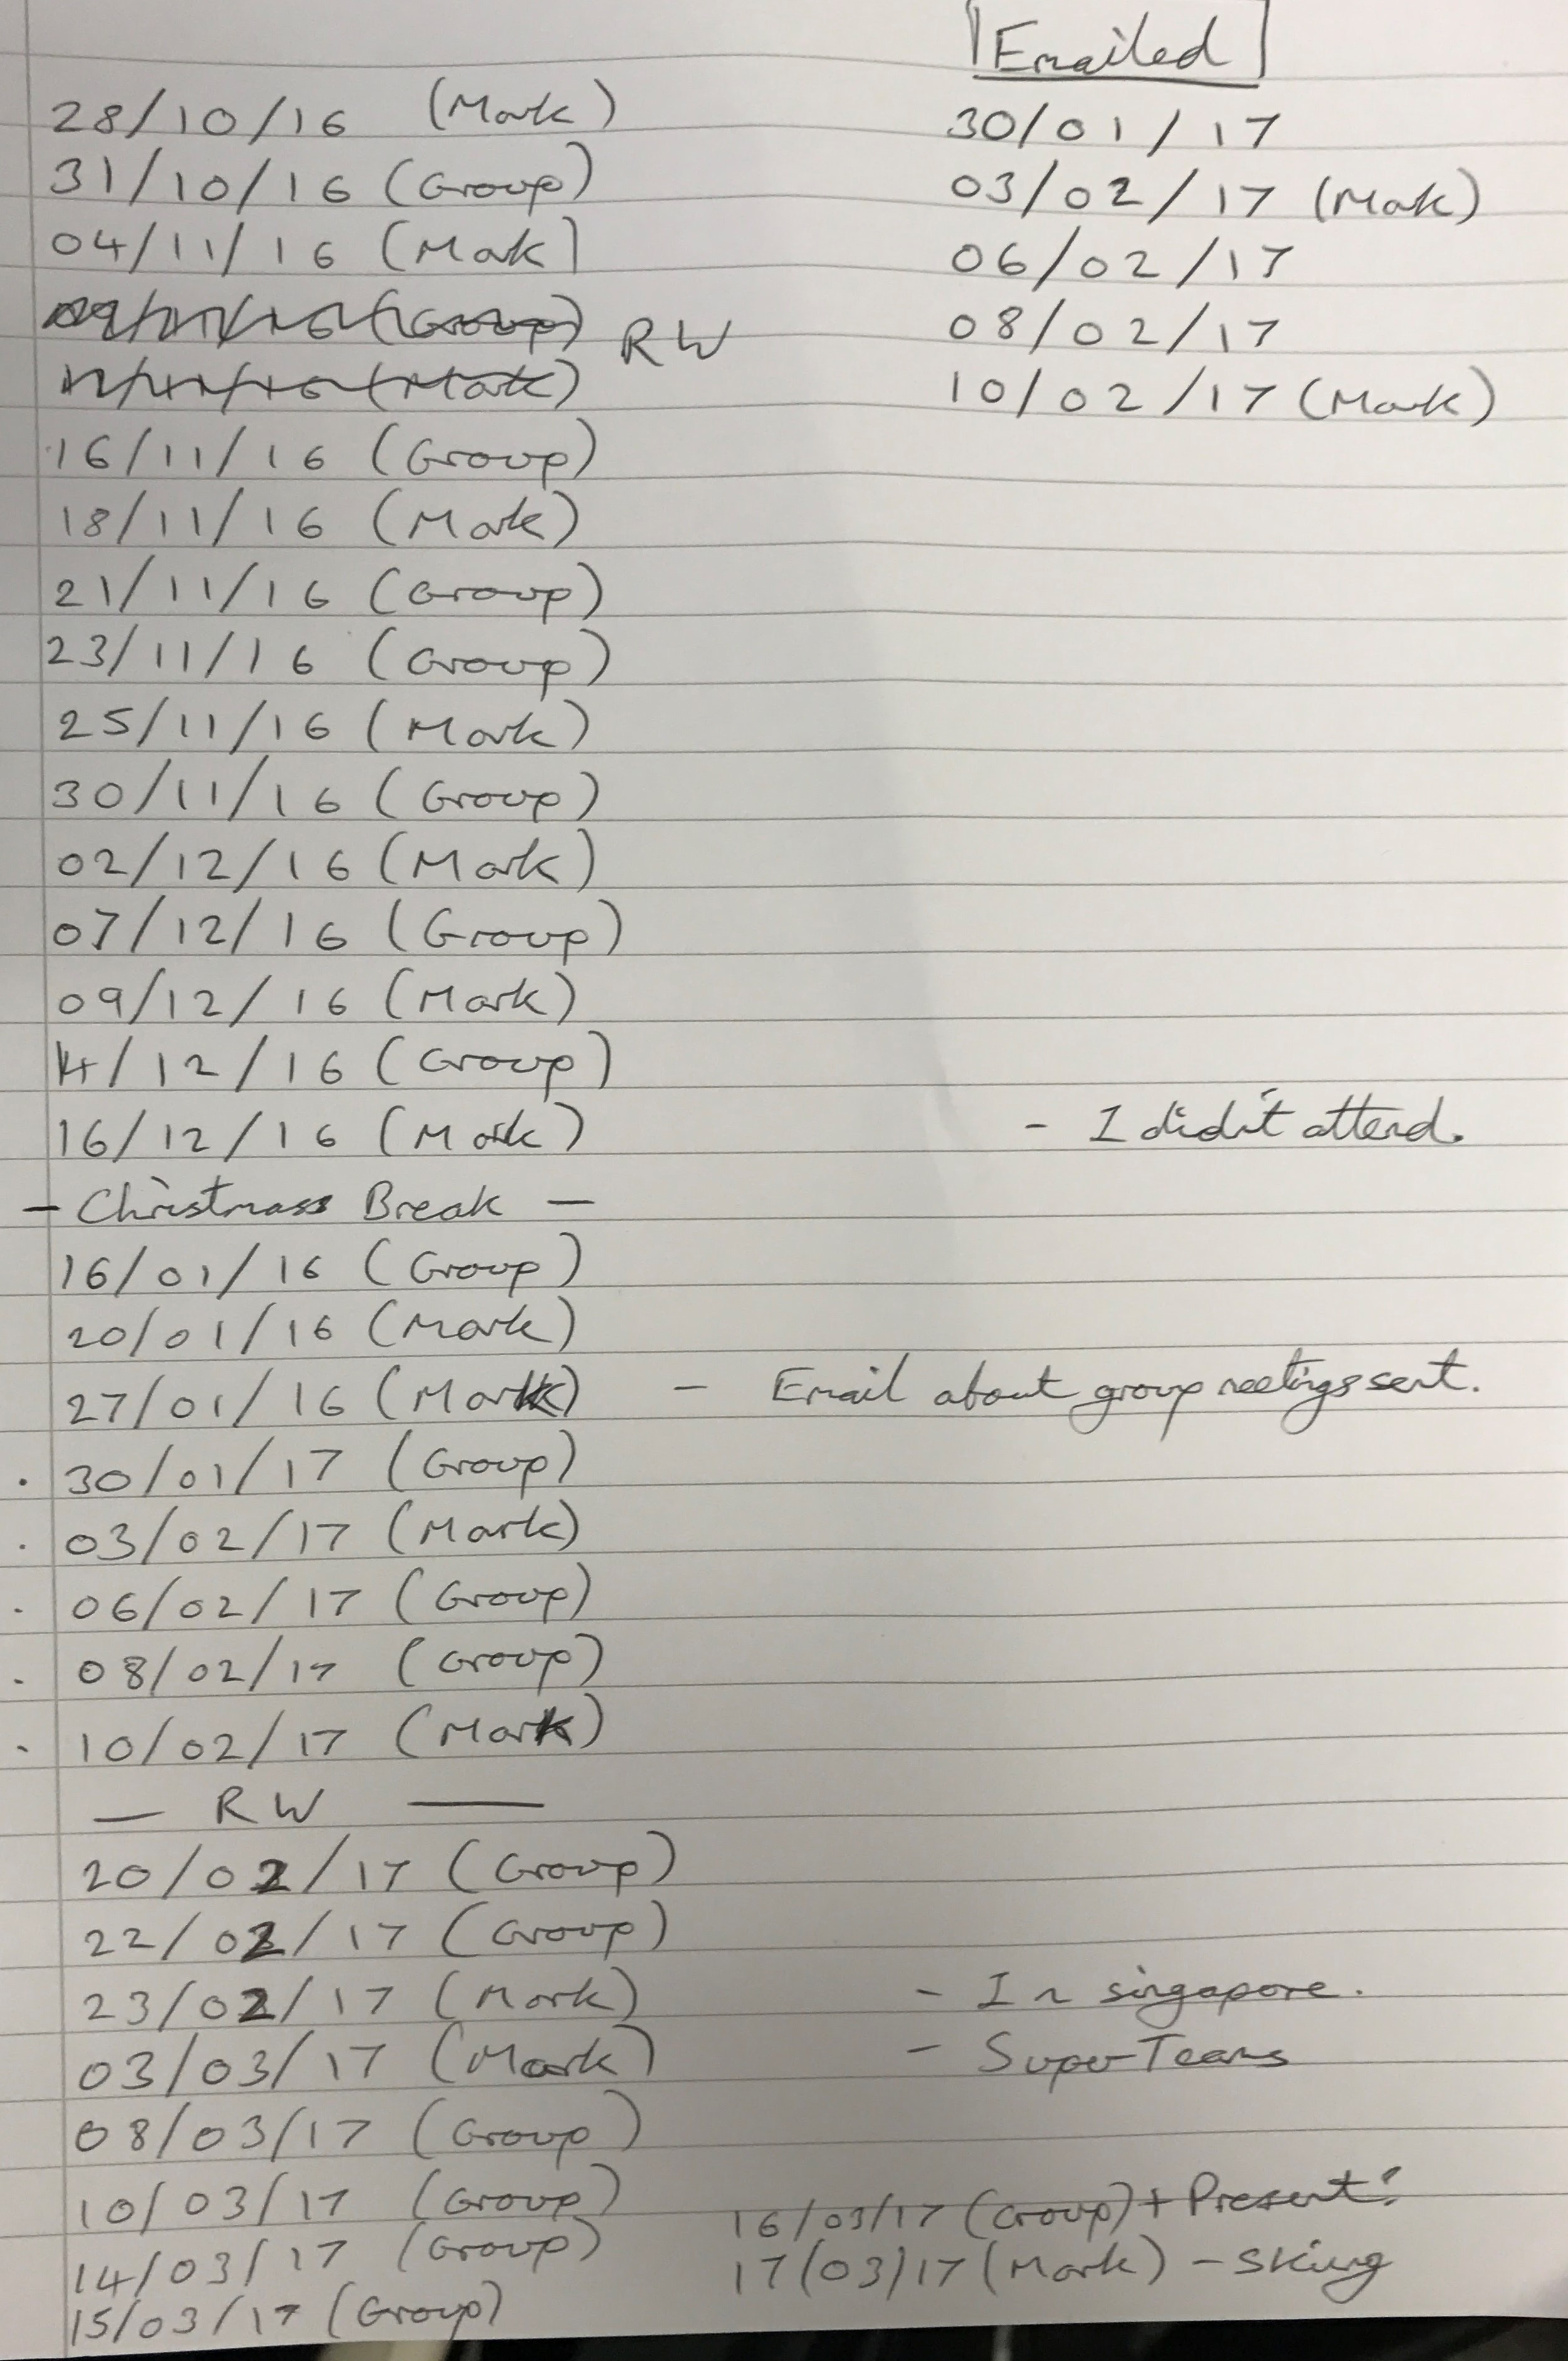 Emailed
28/10/16 (Mark)
30/01/17
31/10/16 (Group)
03/02/17 (Mark)
04/11/16 (Mark)
06/02/17
09/11/16 (Group) RW
08/02/17
(Mark)
10/02/17 (Mark)
16/11/16 (Group)
18/11/16 (Mark)
21/11/16 (Group)
23/11/16 (Group)
25/11/16 (Mark)
30/11/16 (Group)
02/12/16 (Mark)
07/12/16 (Group)
09/12/16 (Mark)
14/12/16 (Group)
16/12/16 (Mark) - I didn't attend.
- Christmas Break -
16/01/16 (Group)
20/01/16 (Mark)
27/01/16 (Mark) - Email about group meetings sent.
. 30/01/17 (Group)
. 03/02/17 (Mark)
. 06/02/17 (Group)
. 08/02/17 (Group)
. 10/02/17 (Mark)
— RW —
20/02/17 (Group)
22/02/17 (Group)
23/02/17 (Mark) - In singapore.
03/03/17 (Mark) - SuperTeams
08/03/17 (Group)
10/03/17 (Group)
16/03/17 (Group) + Present!
14/03/17 (Group)
17/03/17 (Mark) - Skiing
15/03/17 (Group)